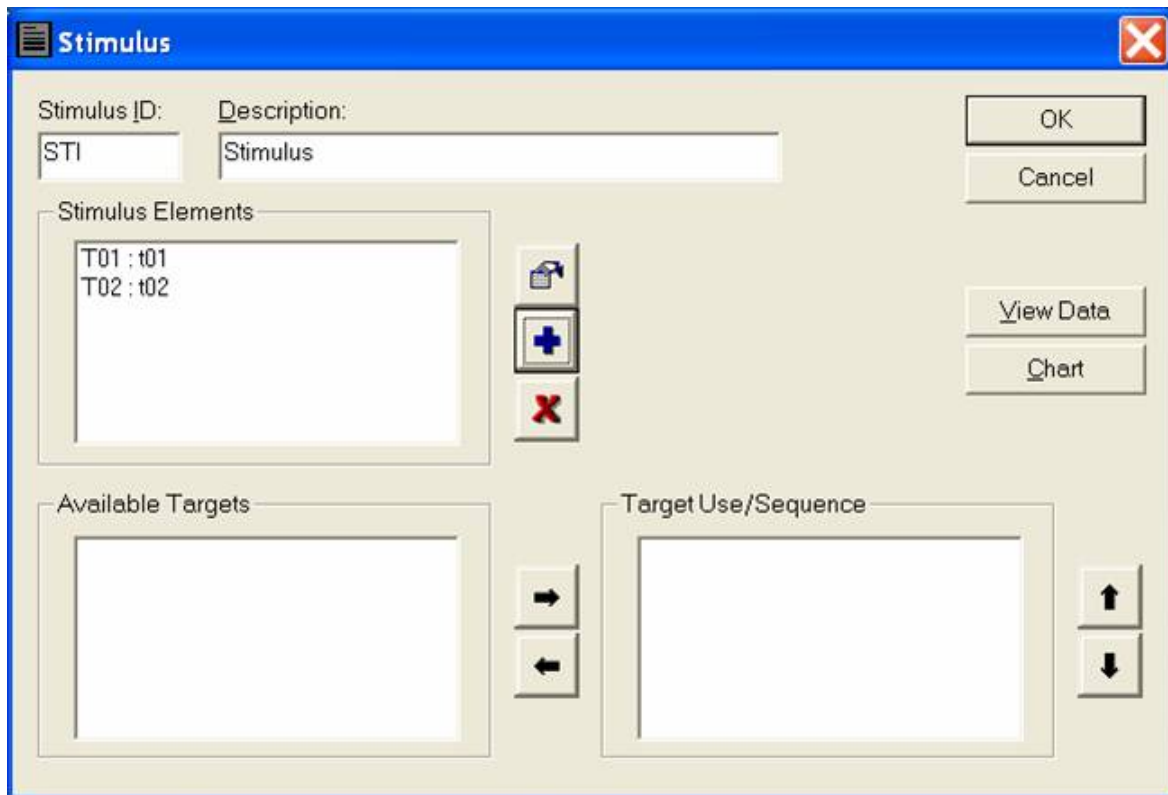 Stimulus
Stimulus ID:
Description:
STI
Stimulus
OK
Cancel
Stimulus Elements
T01 : t01
T02 : t02
View Data
Chart
Available Targets
Target Use/Sequence